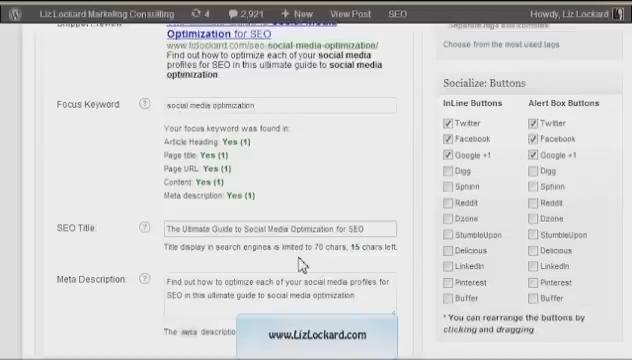 Liz Lockard Marketing Consulting 4 2,921 New View Post SEO Howdy, Liz Lockard
Optimization for SEO
www.lizlockard.com/seo-social-media-optimization/
Find out how to optimize each of your social media
profiles for SEO in this ultimate guide to social media
optimization.
Focus Keyword
social media optimization
Your focus keyword was found in:
Article Heading: Yes (1)
Page title: Yes (1)
Page URL: Yes (1)
Content: Yes (1)
Meta description: Yes (1)
SEO Title:
The Ultimate Guide to Social Media Optimization for SEO
Title display in search engines is limited to 70 chars, 15 chars left.
Meta Description:
Find out how to optimize each of your social media profiles for
SEO in this ultimate guide to social media optimization
The meta descriptio
www.LizLockard.com
Separate tags with commas
Choose from the most used tags
Socialize: Buttons
InLine Buttons Alert Box Buttons
Twitter Twitter
Facebook Facebook
Google +1 Google +1
Digg Digg
Sphinn Sphinn
Reddit Reddit
Dzone Dzone
StumbleUpon StumbleUpon
Delicious Delicious
LinkedIn LinkedIn
Pinterest Pinterest
Buffer Buffer
* You can rearrange the buttons by
clicking and dragging